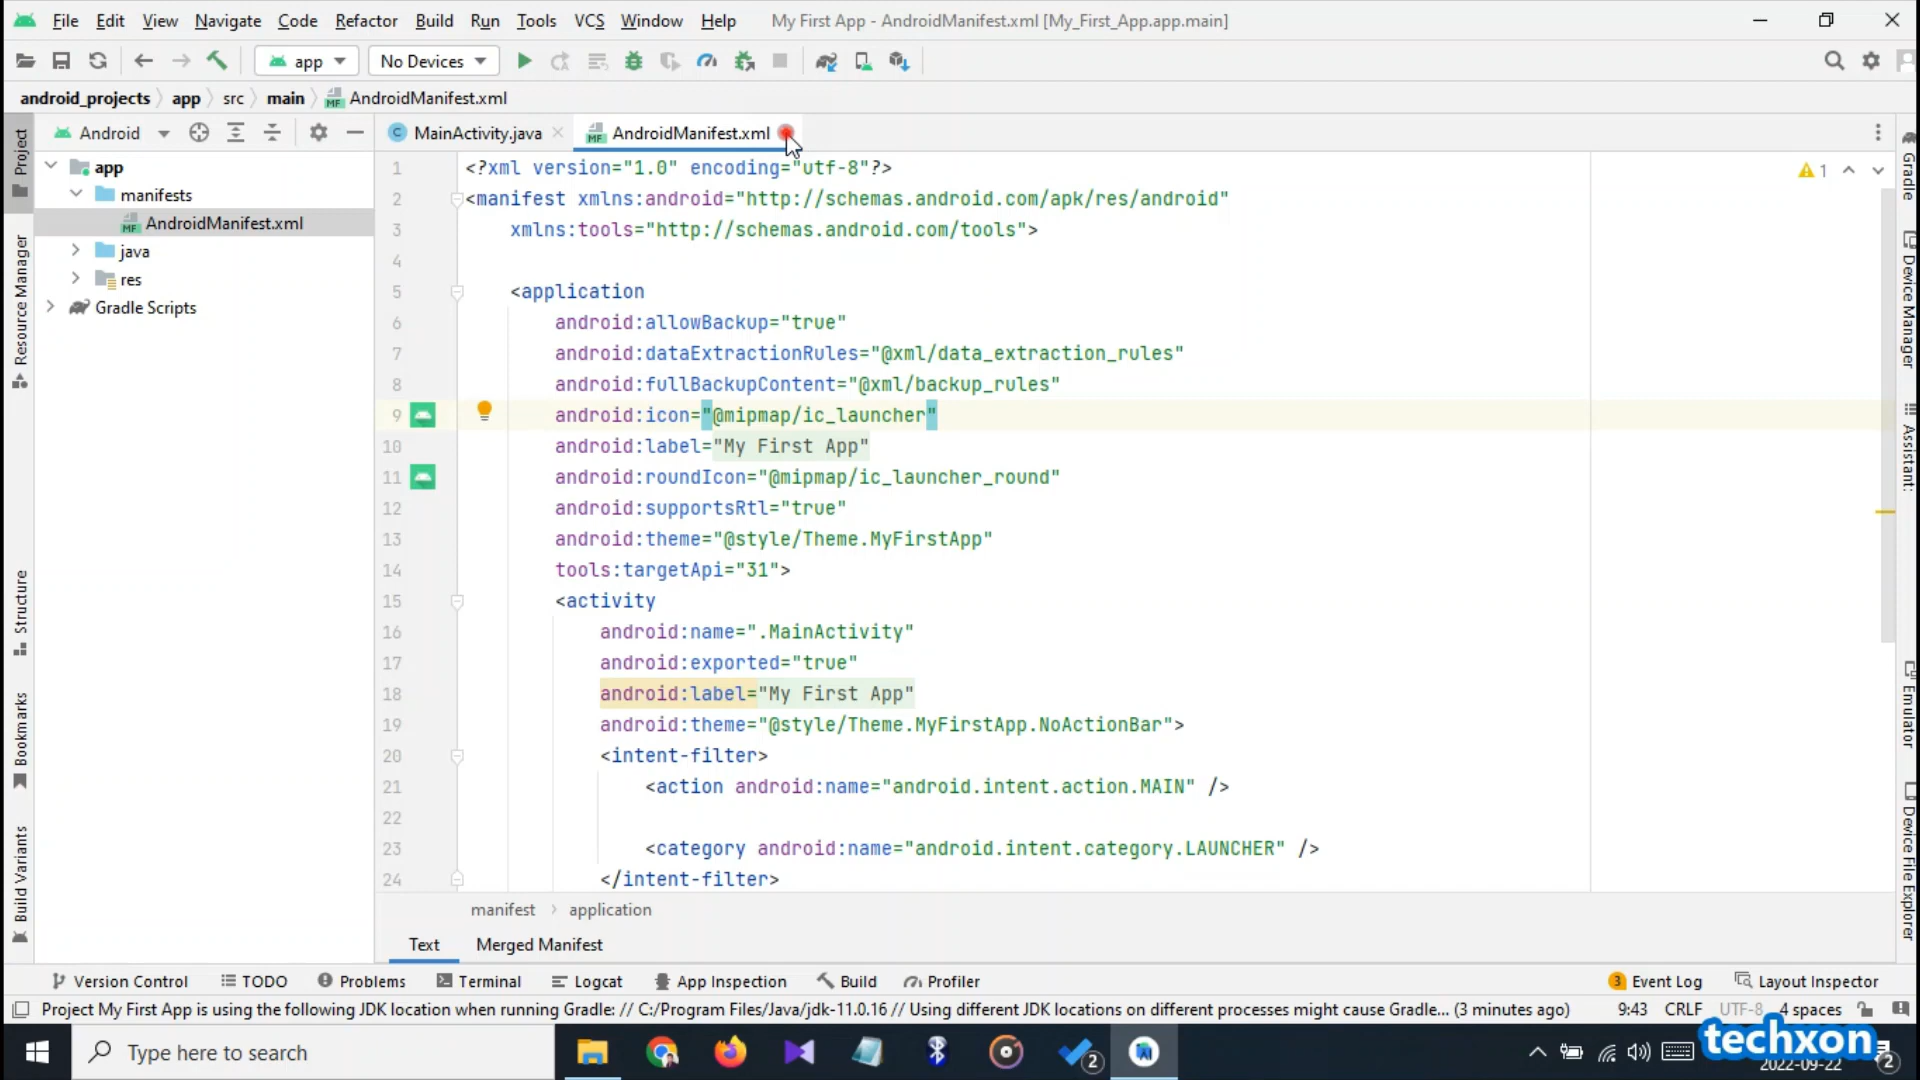 File Edit View Navigate Code Refactor Build Run Tools VCS Window Help My First App - AndroidManifest.xml [My_First_App.app.main]
app No Devices
android_projects app src main MF AndroidManifest.xml
Android C MainActivity.java MF AndroidManifest.xml
app
manifests
MF AndroidManifest.xml
java
res
Gradle Scripts
Project
Resource Manager
Structure
Bookmarks
Build Variants
1 <?xml version="1.0" encoding="utf-8"?>
2 <manifest xmlns:android="http://schemas.android.com/apk/res/android"
3 xmlns:tools="http://schemas.android.com/tools">
4
5 <application
6 android:allowBackup="true"
7 android:dataExtractionRules="@xml/data_extraction_rules"
8 android:fullBackupContent="@xml/backup_rules"
9 android:icon="@mipmap/ic_launcher"
10 android:label="My First App"
11 android:roundIcon="@mipmap/ic_launcher_round"
12 android:supportsRtl="true"
13 android:theme="@style/Theme.MyFirstApp"
14 tools:targetApi="31">
15 <activity
16 android:name=".MainActivity"
17 android:exported="true"
18 android:label="My First App"
19 android:theme="@style/Theme.MyFirstApp.NoActionBar">
20 <intent-filter>
21 <action android:name="android.intent.action.MAIN" />
22
23 <category android:name="android.intent.category.LAUNCHER" />
24 </intent-filter>
1
Gradle
Device Manager
Assistant:
Emulator
Device File Explorer
manifest application
Text Merged Manifest
Version Control TODO Problems Terminal Logcat App Inspection Build Profiler 3 Event Log Layout Inspector
Project My First App is using the following JDK location when running Gradle: // C:/Program Files/Java/jdk-11.0.16 // Using different JDK locations on different processes might cause Gradle... (3 minutes ago) 9:43 CRLF UTF-8 4 spaces
Type here to search 2 techxon 2
2022-09-22